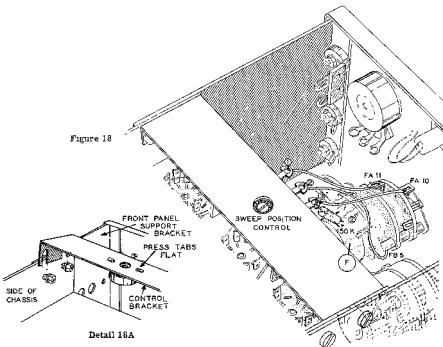 Figure 18
FA 11
FA 10
SWEEP POSITION
CONTROL
50 K
FB 5
F
FRONT PANEL
SUPPORT
BRACKET
PRESS TABS
FLAT
SIDE OF
CHASSIS
CONTROL
BRACKET
Detail 18A